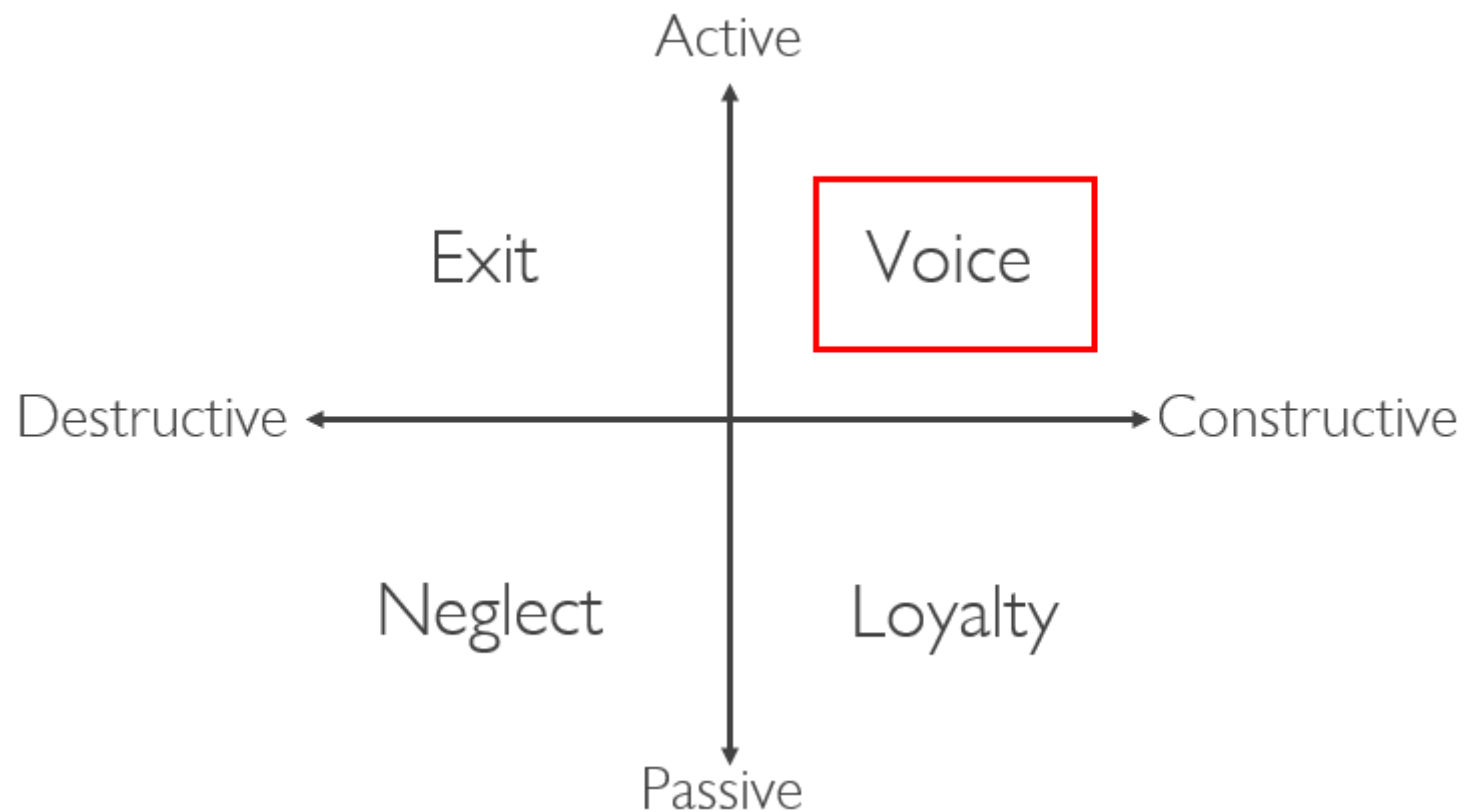 Active
Exit
Voice
Destructive
Constructive
Neglect
Loyalty
Passive